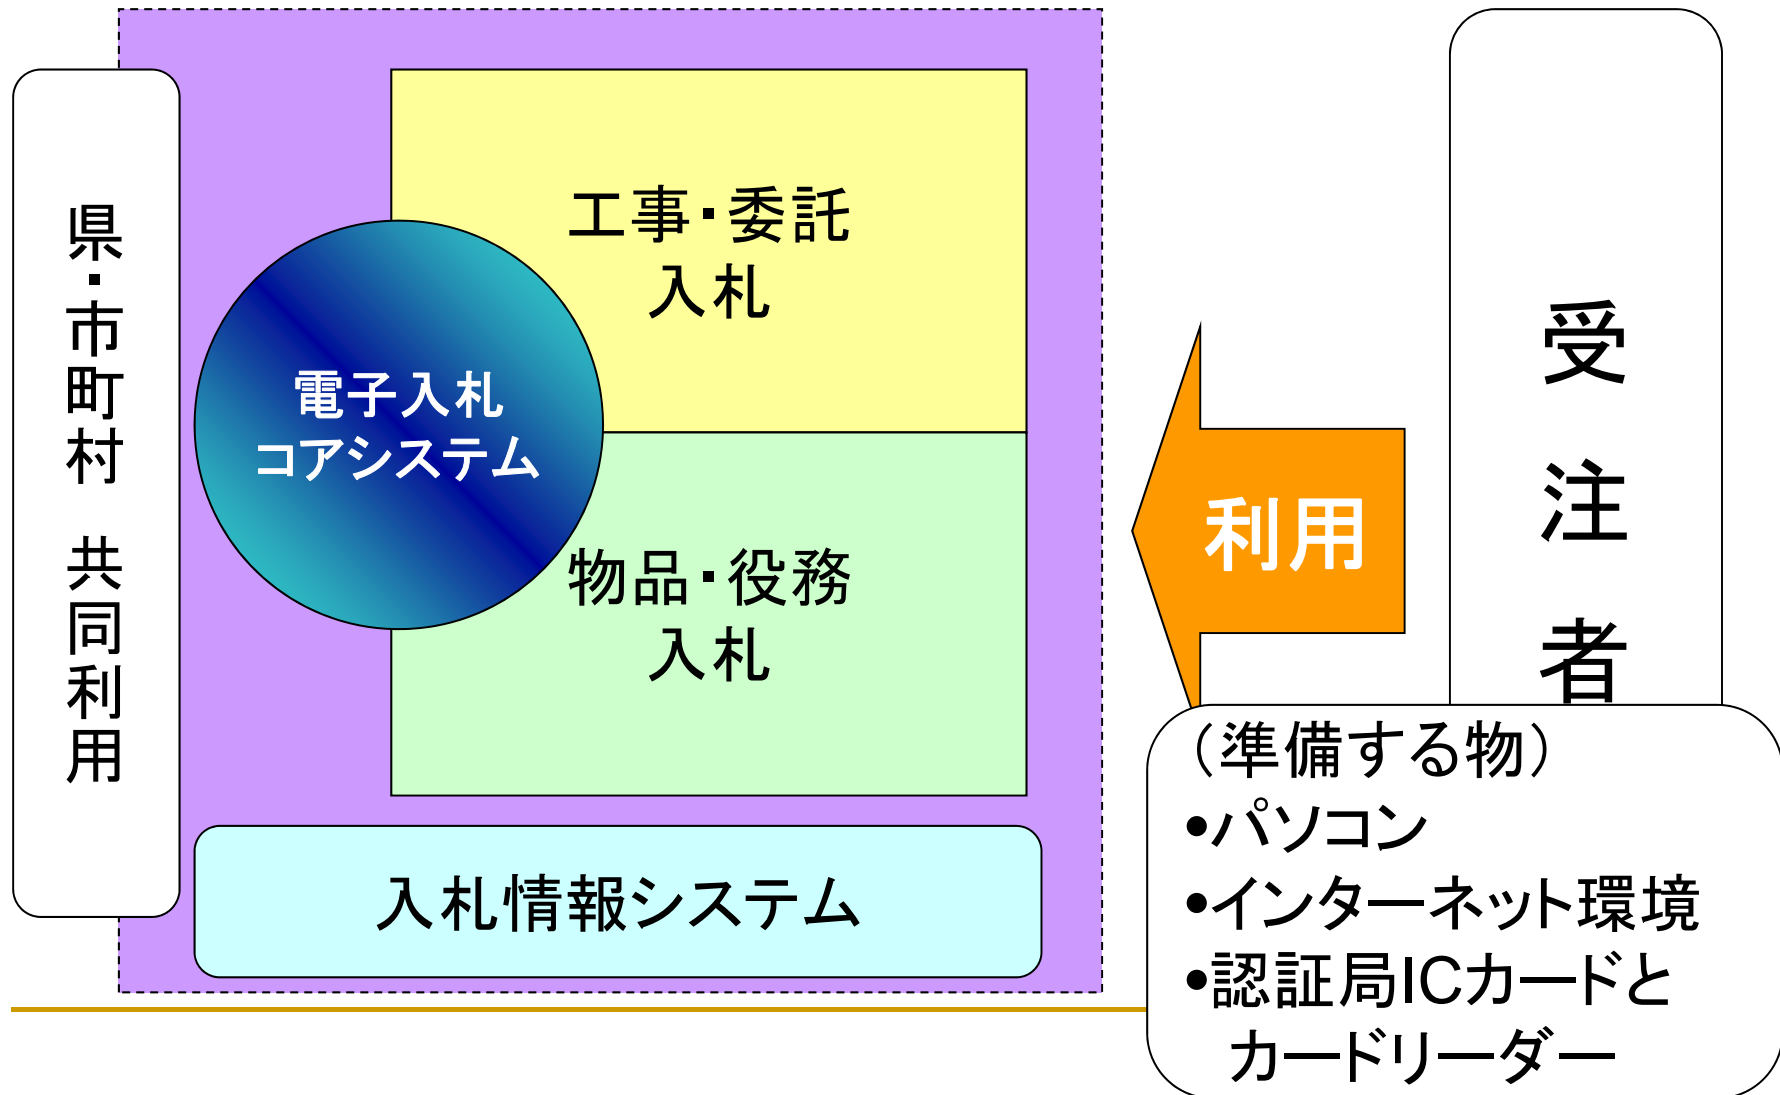 県・市町村　共同利用
工事・委託
入札
電子入札
コアシステム
物品・役務
入札
入札情報システム
利用
受注者
（準備する物）
•パソコン
•インターネット環境
•認証局ICカードと
カードリーダー